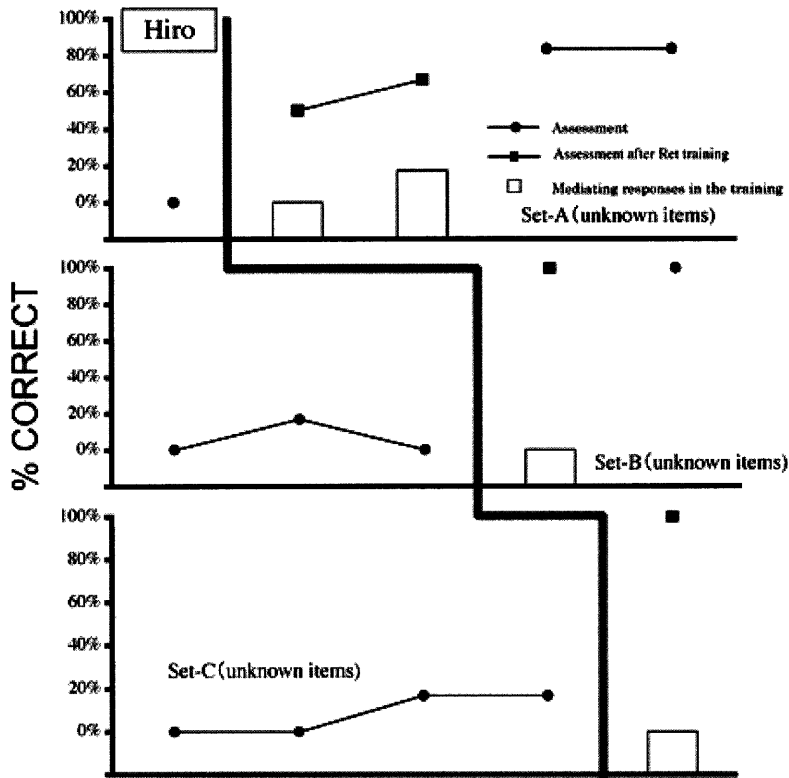 Hiro
100%
80%
60%
40%
20%
0%
Assessment
Assessment after Ret training
Mediating responses in the training
Set-A(unknown items)
% CORRECT
100%
80%
60%
40%
20%
0%
Set-B(unknown items)
100%
80%
60%
40%
20%
0%
Set-C(unknown items)